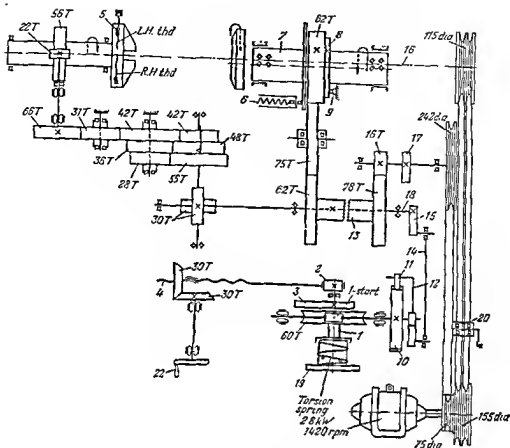 56T
5
62T
22T
L.H. thd
7
8
16
115 dia
R.H. thd
6
9
242 dia
66T
31T
42T
42T
48T
36T
16T
17
28T
55T
75T
62T
78T
18
30T
13
15
14
30T
2
11
4
3
1-start
12
30T
60T
1
20
10
22
19
Torsion
spring
2.8 kW
1420 rpm
75 dia
155 dia